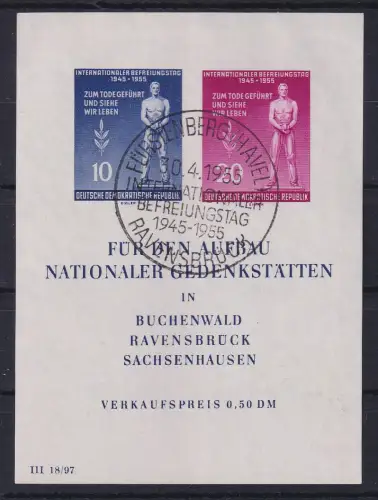 INTERNATIONALER BEFREIUNGSTAG
1945-1955
ZUM TODE GEFÜHRT
UND SIEHE
WIR LEBEN
10
DEUTSCHE DEMOKRATISCHE REPUBLIK
INTERNATIONALER BEFREIUNGSTAG
1945-1955
ZUM TODE GEFÜHRT
UND SIEHE
WIR LEBEN
DEUTSCHE DEMOKRATISCHE REPUBLIK
FÜRSTENBERG (HAVEL)
30.4.1955
INTERNATIONALER
BEFREIUNGSTAG
1945-1955
RAVENSBRÜCK
FÜR DEN AUFBAU
NATIONALER GEDENKSTÄTTEN
IN
BUCHENWALD
RAVENSBRÜCK
SACHSENHAUSEN
VERKAUFSPREIS 0,50 DM
III 18/97